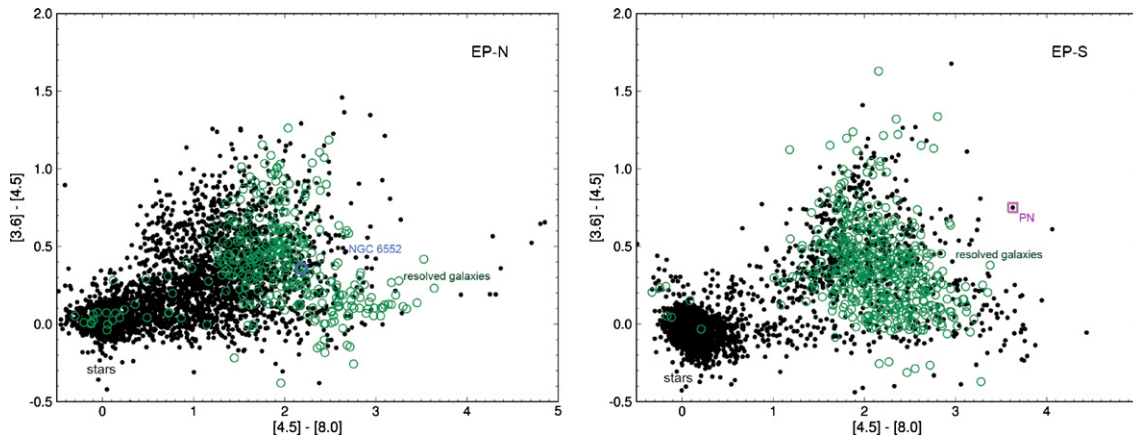 2.0
1.5
1.0
0.5
0.0
-0.5
[3.6] - [4.5]
EP-N
NGC 6552
resolved galaxies
stars
0 1 2 3 4 5
[4.5] - [8.0]
2.0
1.5
1.0
0.5
0.0
-0.5
[3.6] - [4.5]
EP-S
PN
resolved galaxies
stars
0 1 2 3 4
[4.5] - [8.0]